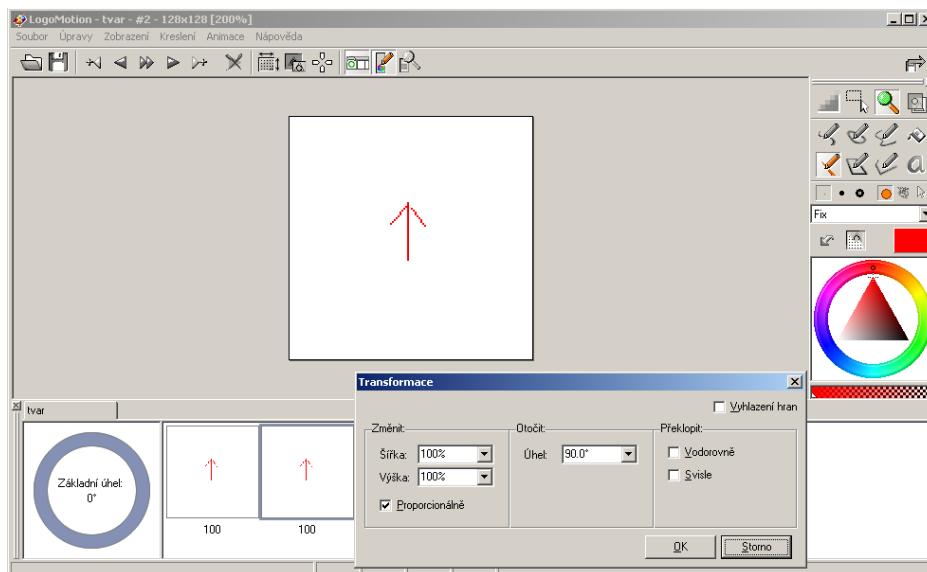 LogoMotion - tvar - #2 - 128x128 [200%]
Soubor Úpravy Zobrazení Kreslení Animace Nápověda
Fix
Transformace
Vyhlazení hran
Změnit:
Otočit:
Překlopit:
Šířka: 100%
Úhel: 90.0°
Vodorovně
Výška: 100%
Svisle
Proporcionálně
OK
Storno
tvar
Základní úhel:
0°
100
100